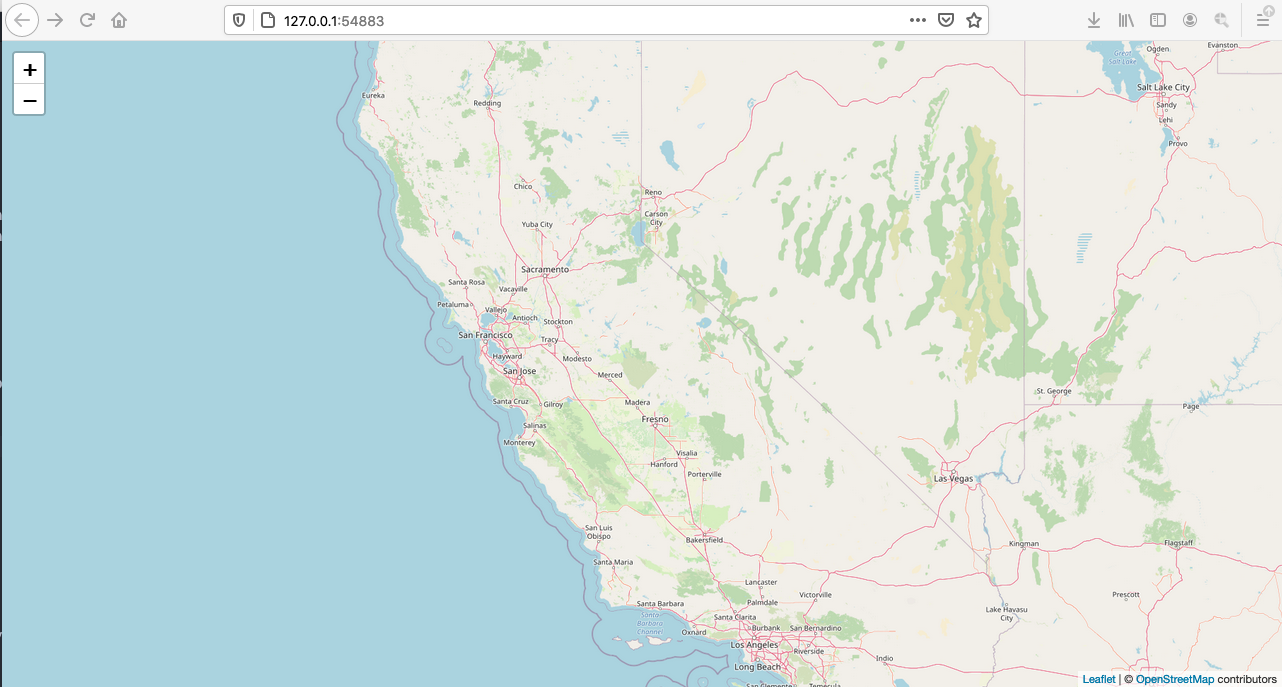 127.0.0.1:54883
+
−
Great
Salt Lake
Ogden
Evanston
Salt Lake City
Sandy
Lehi
Provo
Eureka
Redding
Chico
Reno
Carson
City
Yuba City
Sacramento
Santa Rosa
Vacaville
Petaluma
Vallejo
Antioch
Stockton
San Francisco
Tracy
Hayward
Modesto
San Jose
Merced
Santa Cruz
Gilroy
Madera
Salinas
Fresno
Monterey
Visalia
Hanford
Porterville
St. George
Page
Las Vegas
San Luis
Obispo
Bakersfield
Kingman
Flagstaff
Santa Maria
Lancaster
Victorville
Palmdale
Prescott
Santa Barbara
Lake Havasu
City
Santa
Barbara
Channel
Santa Clarita
Oxnard
Burbank
San Bernardino
Los Angeles
Riverside
Indio
Long Beach
San Clemente
Temecula
Leaflet | © OpenStreetMap contributors